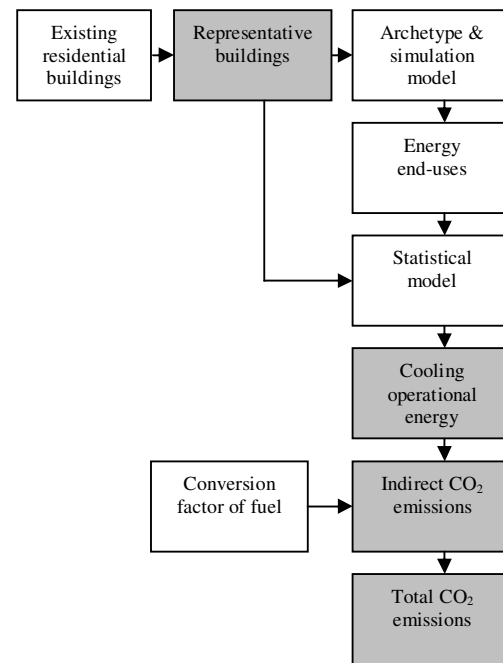 Existing
residential
buildings
Representative
buildings
Archetype &
simulation
model
Energy
end-uses
Statistical
model
Cooling
operational
energy
Conversion
factor of fuel
Indirect CO₂
emissions
Total CO₂
emissions